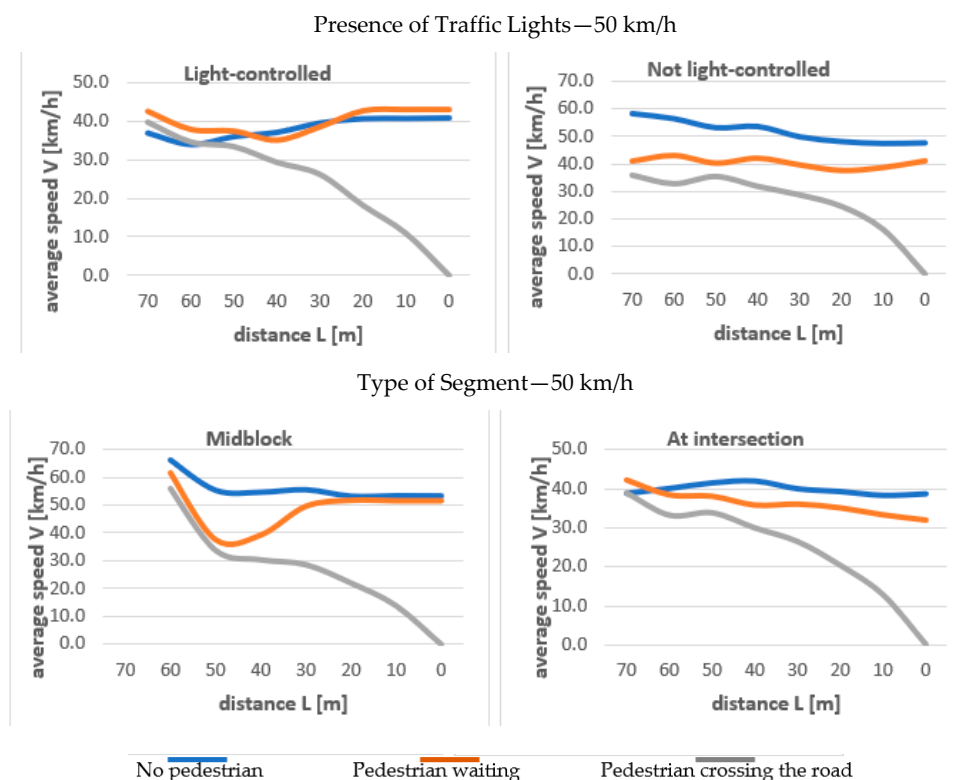 Presence of Traffic Lights—50 km/h
Light-controlled
average speed V [km/h]
50.0
40.0
30.0
20.0
10.0
0.0
70 60 50 40 30 20 10 0
distance L [m]
Not light-controlled
average speed V [km/h]
70.0
60.0
50.0
40.0
30.0
20.0
10.0
0.0
70 60 50 40 30 20 10 0
distance L [m]
Type of Segment—50 km/h
Midblock
average speed V [km/h]
70.0
60.0
50.0
40.0
30.0
20.0
10.0
0.0
70 60 50 40 30 20 10 0
distance L [m]
At intersection
average speed V [km/h]
50.0
40.0
30.0
20.0
10.0
0.0
70 60 50 40 30 20 10 0
distance L [m]
No pedestrian Pedestrian waiting Pedestrian crossing the road